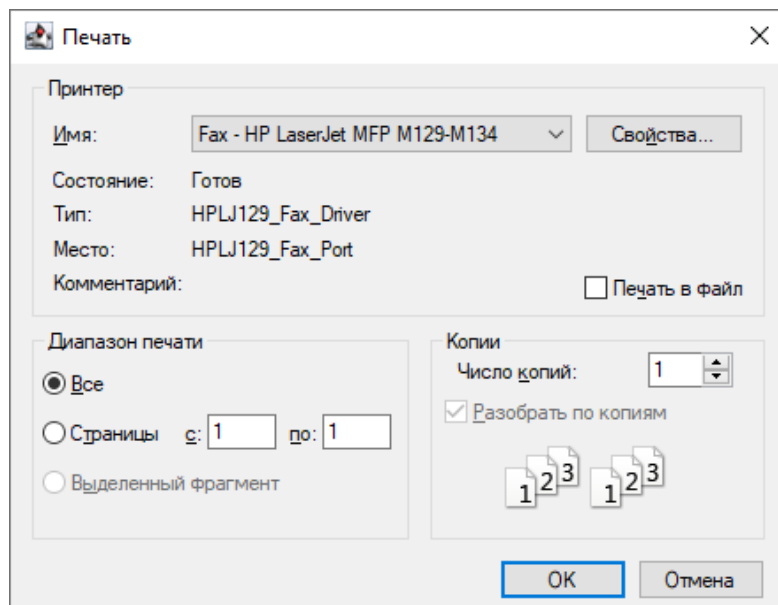 Печать
Принтер
Имя: Fax - HP LaserJet MFP M129-M134 Свойства...
Состояние: Готов
Тип: HPLJ129_Fax_Driver
Место: HPLJ129_Fax_Port
Комментарий:
Печать в файл
Диапазон печати
Все
Страницы с: 1 по: 1
Выделенный фрагмент
Копии
Число копий: 1
Разобрать по копиям
1 2 3 1 2 3
OK Отмена